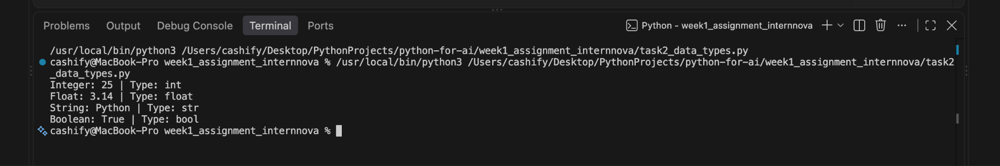 Problems Output Debug Console Terminal Ports Python - week1_assignment_internnova
/usr/local/bin/python3 /Users/cashify/Desktop/PythonProjects/python-for-ai/week1_assignment_internnova/task2_data_types.py
cashify@MacBook-Pro week1_assignment_internnova % /usr/local/bin/python3 /Users/cashify/Desktop/PythonProjects/python-for-ai/week1_assignment_internnova/task2
_data_types.py
Integer: 25 | Type: int
Float: 3.14 | Type: float
String: Python | Type: str
Boolean: True | Type: bool
cashify@MacBook-Pro week1_assignment_internnova %